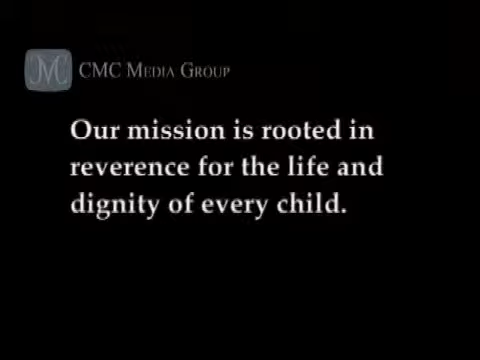 CMC MEDIA GROUP
Our mission is rooted in
reverence for the life and
dignity of every child.